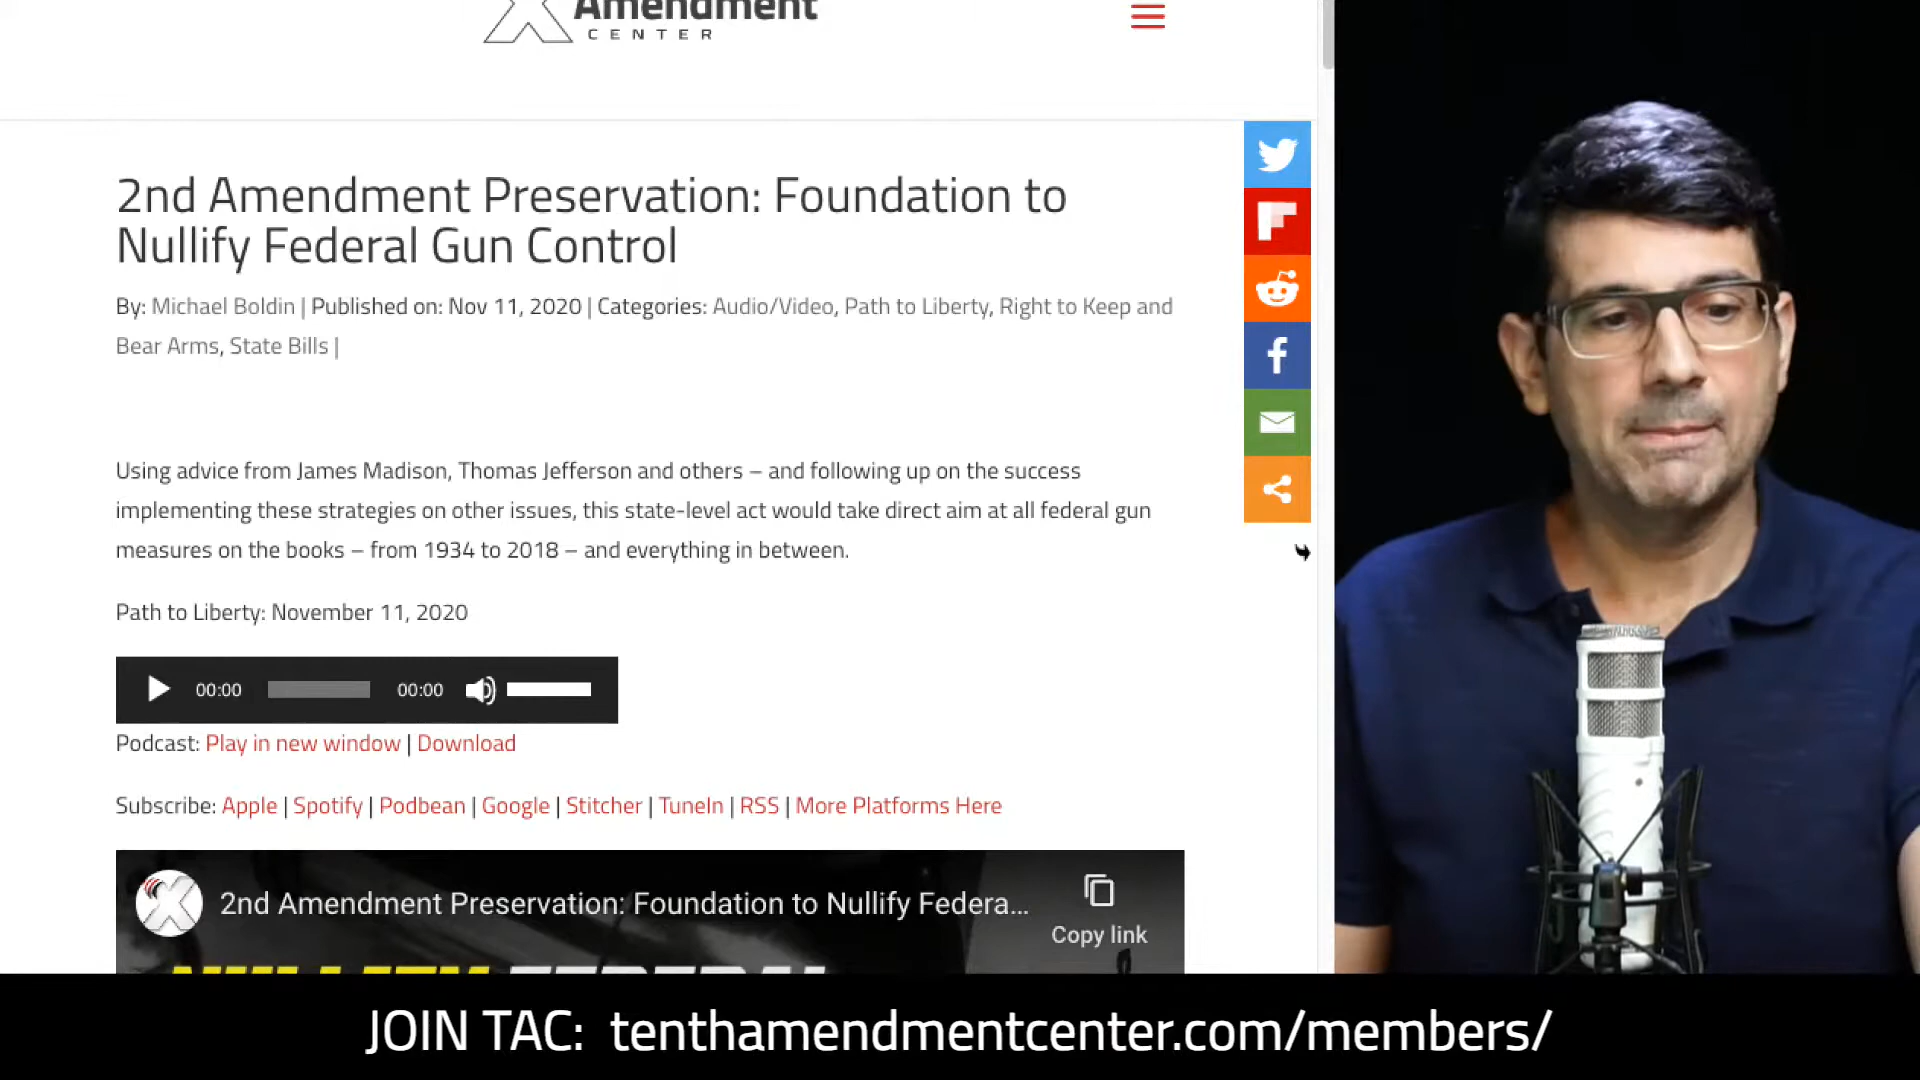 Amendment
CENTER
2nd Amendment Preservation: Foundation to
Nullify Federal Gun Control
By: Michael Boldin | Published on: Nov 11, 2020 | Categories: Audio/Video, Path to Liberty, Right to Keep and
Bear Arms, State Bills |
Using advice from James Madison, Thomas Jefferson and others – and following up on the success
implementing these strategies on other issues, this state-level act would take direct aim at all federal gun
measures on the books – from 1934 to 2018 – and everything in between.
Path to Liberty: November 11, 2020
00:00 00:00
Podcast: Play in new window | Download
Subscribe: Apple | Spotify | Podbean | Google | Stitcher | TuneIn | RSS | More Platforms Here
2nd Amendment Preservation: Foundation to Nullify Federa...
Copy link
NULLIFY FEDERAL
JOIN TAC: tenthamendmentcenter.com/members/